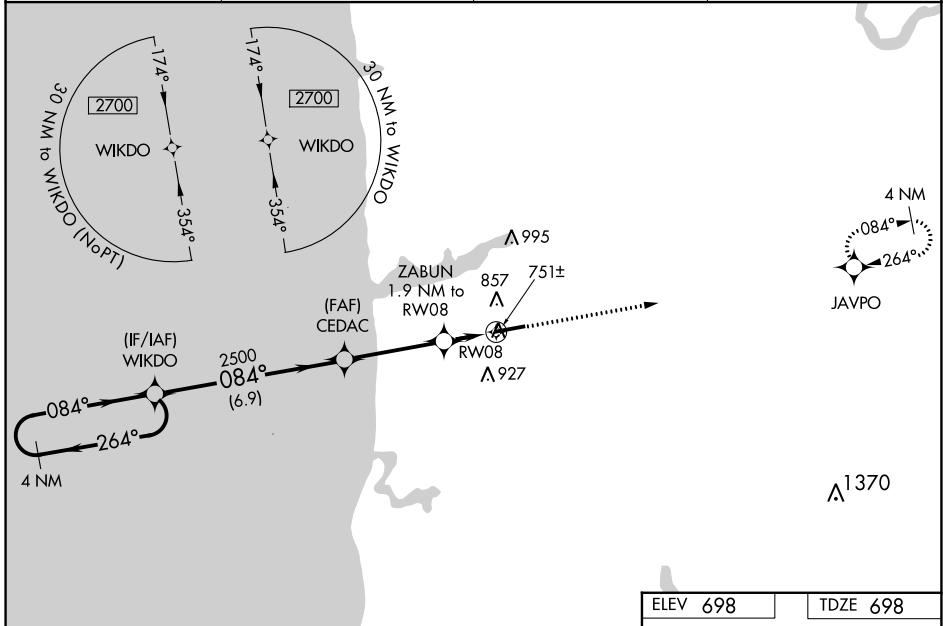 174°
2700
WIKDO
354°
30 NM to WIKDO (NoPT)
174°
2700
WIKDO
354°
30 NM to WIKDO
4 NM
084°
264°
JAVPO
995
ZABUN
1.9 NM to
RW08
857
751±
(FAF)
CEDAC
RW08
927
(IF/IAF)
WIKDO
2500
084°
(6.9)
084°
264°
4 NM
1370
ELEV 698
TDZE 698